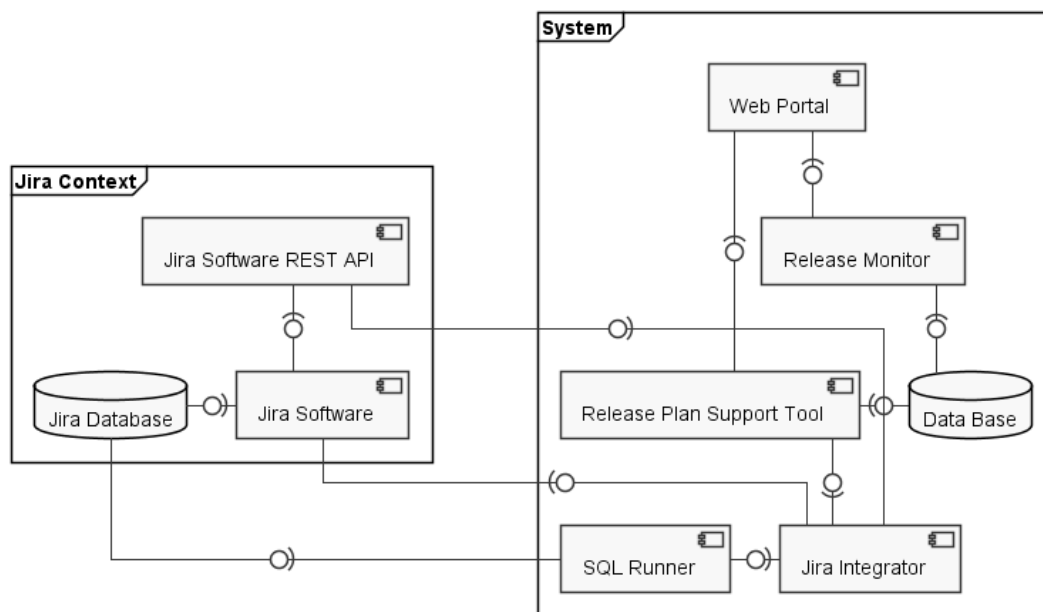 System
Web Portal
Jira Context
Jira Software REST API
Release Monitor
Jira Database
Jira Software
Release Plan Support Tool
Data Base
SQL Runner
Jira Integrator